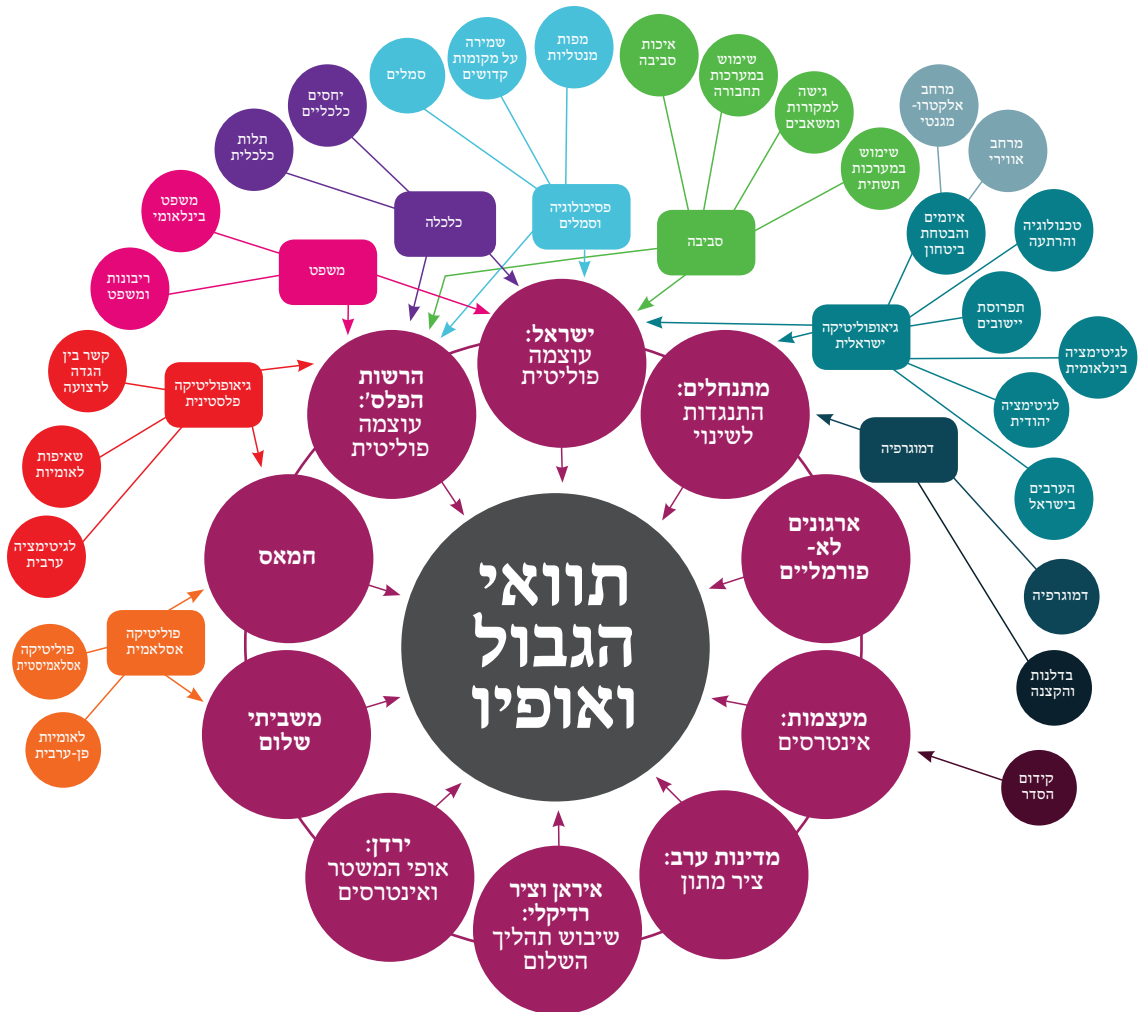 תוואי
הגבול
ואופיו
ישראל:
עוצמה
פוליטית
מתנחלים:
התנגדות
לשינוי
ארגונים
לא-
פורמליים
מעצמות:
אינטרסים
מדינות ערב:
ציר מתון
איראן וציר
רדיקלי:
שיבוש תהליך
השלום
ירדן:
אופי המשטר
ואינטרסים
משביתי
שלום
חמאס
הרשות
הפלס':
עוצמה
פוליטית
סביבה
איכות
סביבה
שימוש
במערכות
תחבורה
גישה
למקורות
ומשאבים
שימוש
במערכות
תשתית
פסיכולוגיה
וסמלים
מפות
מנטליות
שמירה
על מקומות
קדושים
סמלים
כלכלה
יחסים
כלכליים
תלות
כלכלית
משפט
משפט
בינלאומי
ריבונות
ומשפט
גיאופוליטיקה
פלסטינית
קשר בין
הגדה
לרצועה
שאיפות
לאומיות
לגיטימציה
ערבית
פוליטיקה
אסלאמית
פוליטיקה
אסלאמיסטית
לאומיות
פן-ערבית
גיאופוליטיקה
ישראלית
איומים
והבטחת
ביטחון
מרחב
אלקטרו-
מגנטי
מרחב
אווירי
טכנולוגיה
והרתעה
תפרוסת
יישובים
לגיטימציה
בינלאומית
לגיטימציה
יהודית
הערבים
בישראל
דמוגרפיה
דמוגרפיה
בדלנות
והקצנה
קידום
הסדר